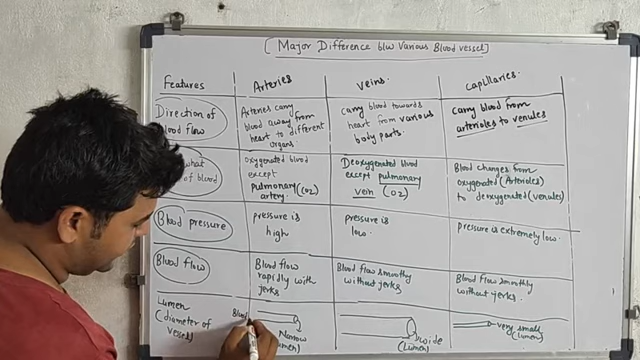 [ Major Difference b/w Various Blood vessel]
Features
Arteries
veins.
capillaries.
Direction of
blood flow
Arteries carry
blood away from
heart to different
organs.
carry blood towards
heart from various
body parts.
carry blood from
arterioles to venules.
what
of blood
oxygenated blood
except
pulmonary
artery.
Deoxygenated blood
except pulmonary
vein (O2)
Blood changes from
oxygenated (Arterioles)
to deoxygenated (venules)
Blood pressure
pressure is
high
pressure is
low.
pressure is extremely low.
Blood flow
Blood flow
rapidly with
jerks
Blood flow smoothy
without jerks
Blood flow smoothly
without jerks.
Lumen
(diameter of
vessel)
Blood
Narrow
wide
(Lumen)
very small
(lumen)